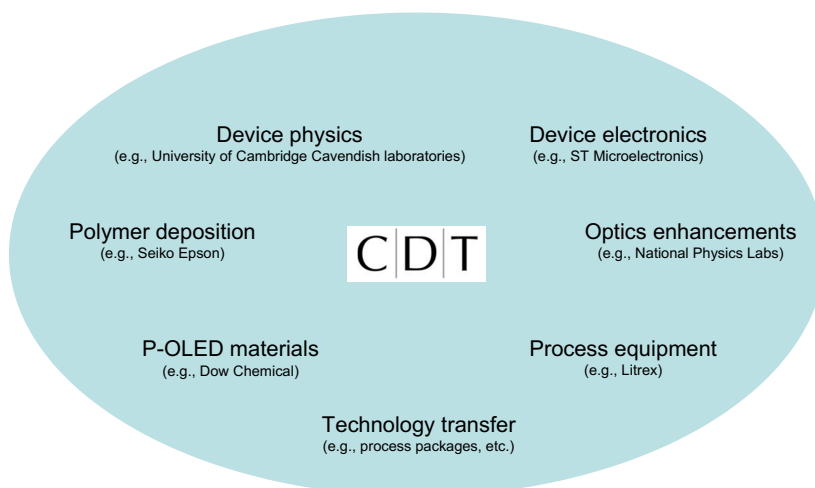 Device physics
(e.g., University of Cambridge Cavendish laboratories)
Device electronics
(e.g., ST Microelectronics)
Polymer deposition
(e.g., Seiko Epson)
CDT
Optics enhancements
(e.g., National Physics Labs)
P-OLED materials
(e.g., Dow Chemical)
Process equipment
(e.g., Litrex)
Technology transfer
(e.g., process packages, etc.)